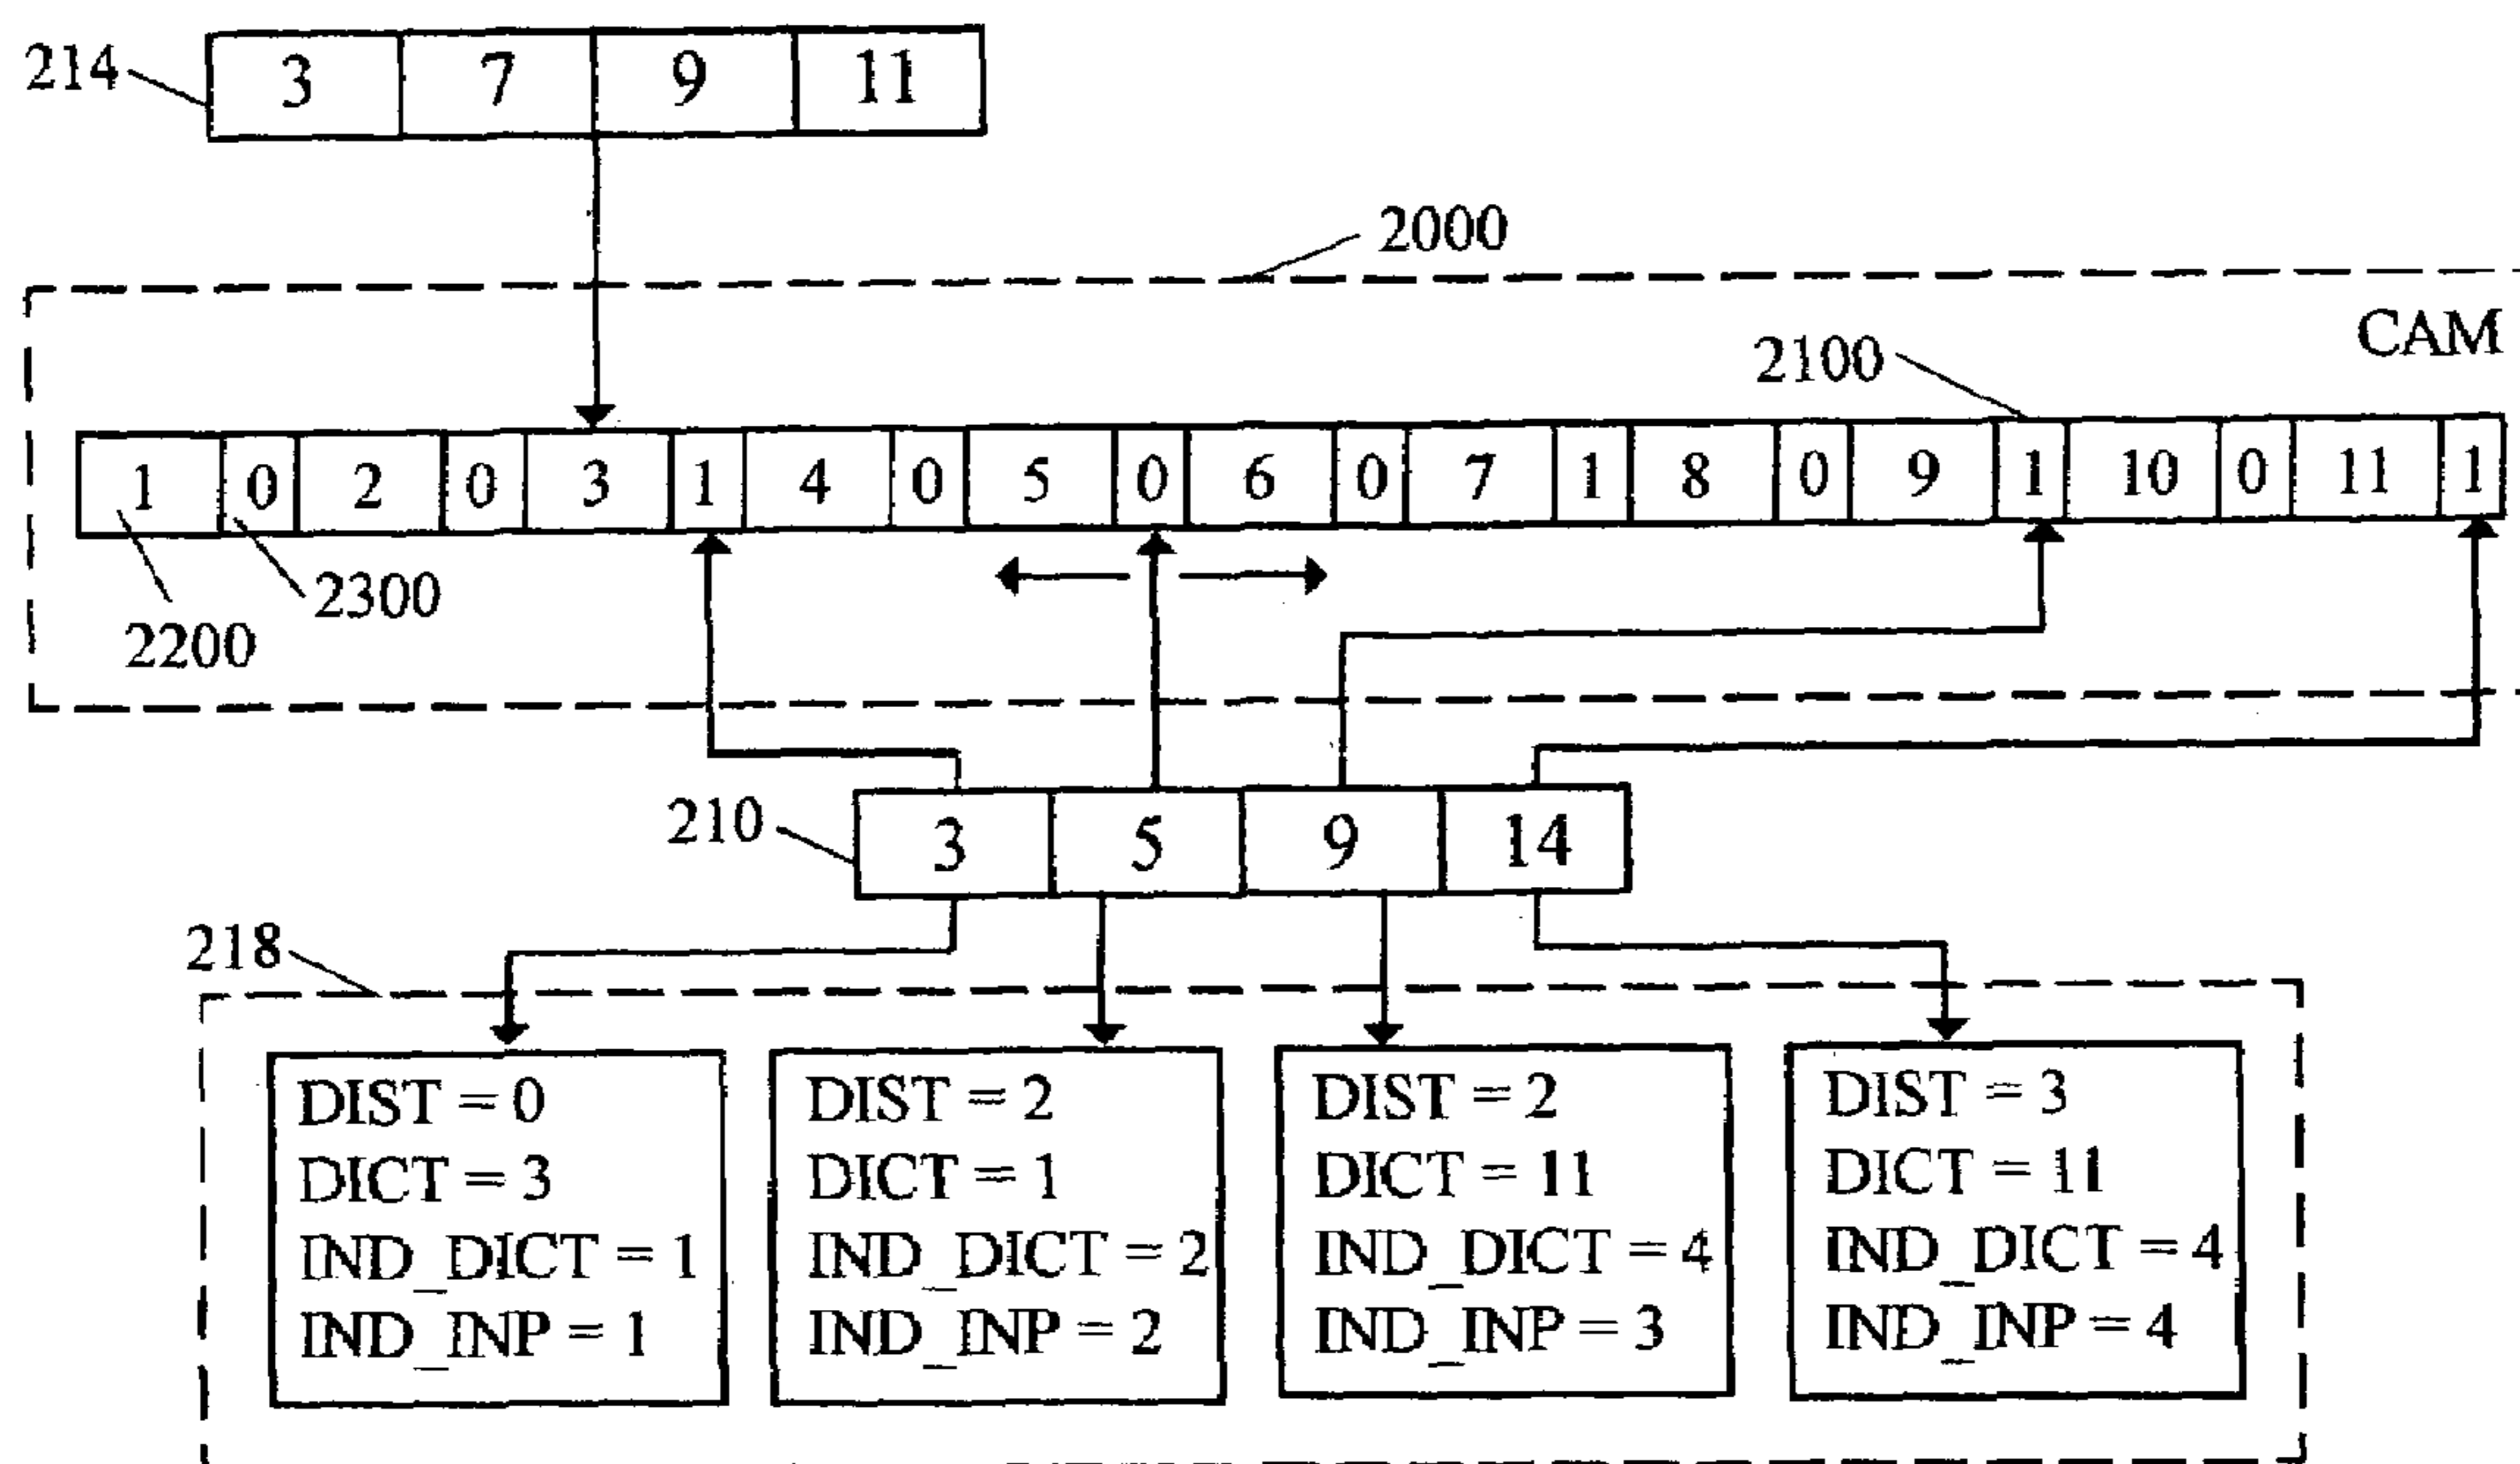 214
3 7 9 11
2000
CAM
2100
1 0 2 0 3 1 4 0 5 0 6 0 7 1 8 0 9 1 10 0 11 1
2300
2200
210
3 5 9 14
218
DIST = 0
DICT = 3
IND_DICT = 1
IND_INP = 1
DIST = 2
DICT = 1
IND_DICT = 2
IND_INP = 2
DIST = 2
DICT = 11
IND_DICT = 4
IND_INP = 3
DIST = 3
DICT = 11
IND_DICT = 4
IND_INP = 4